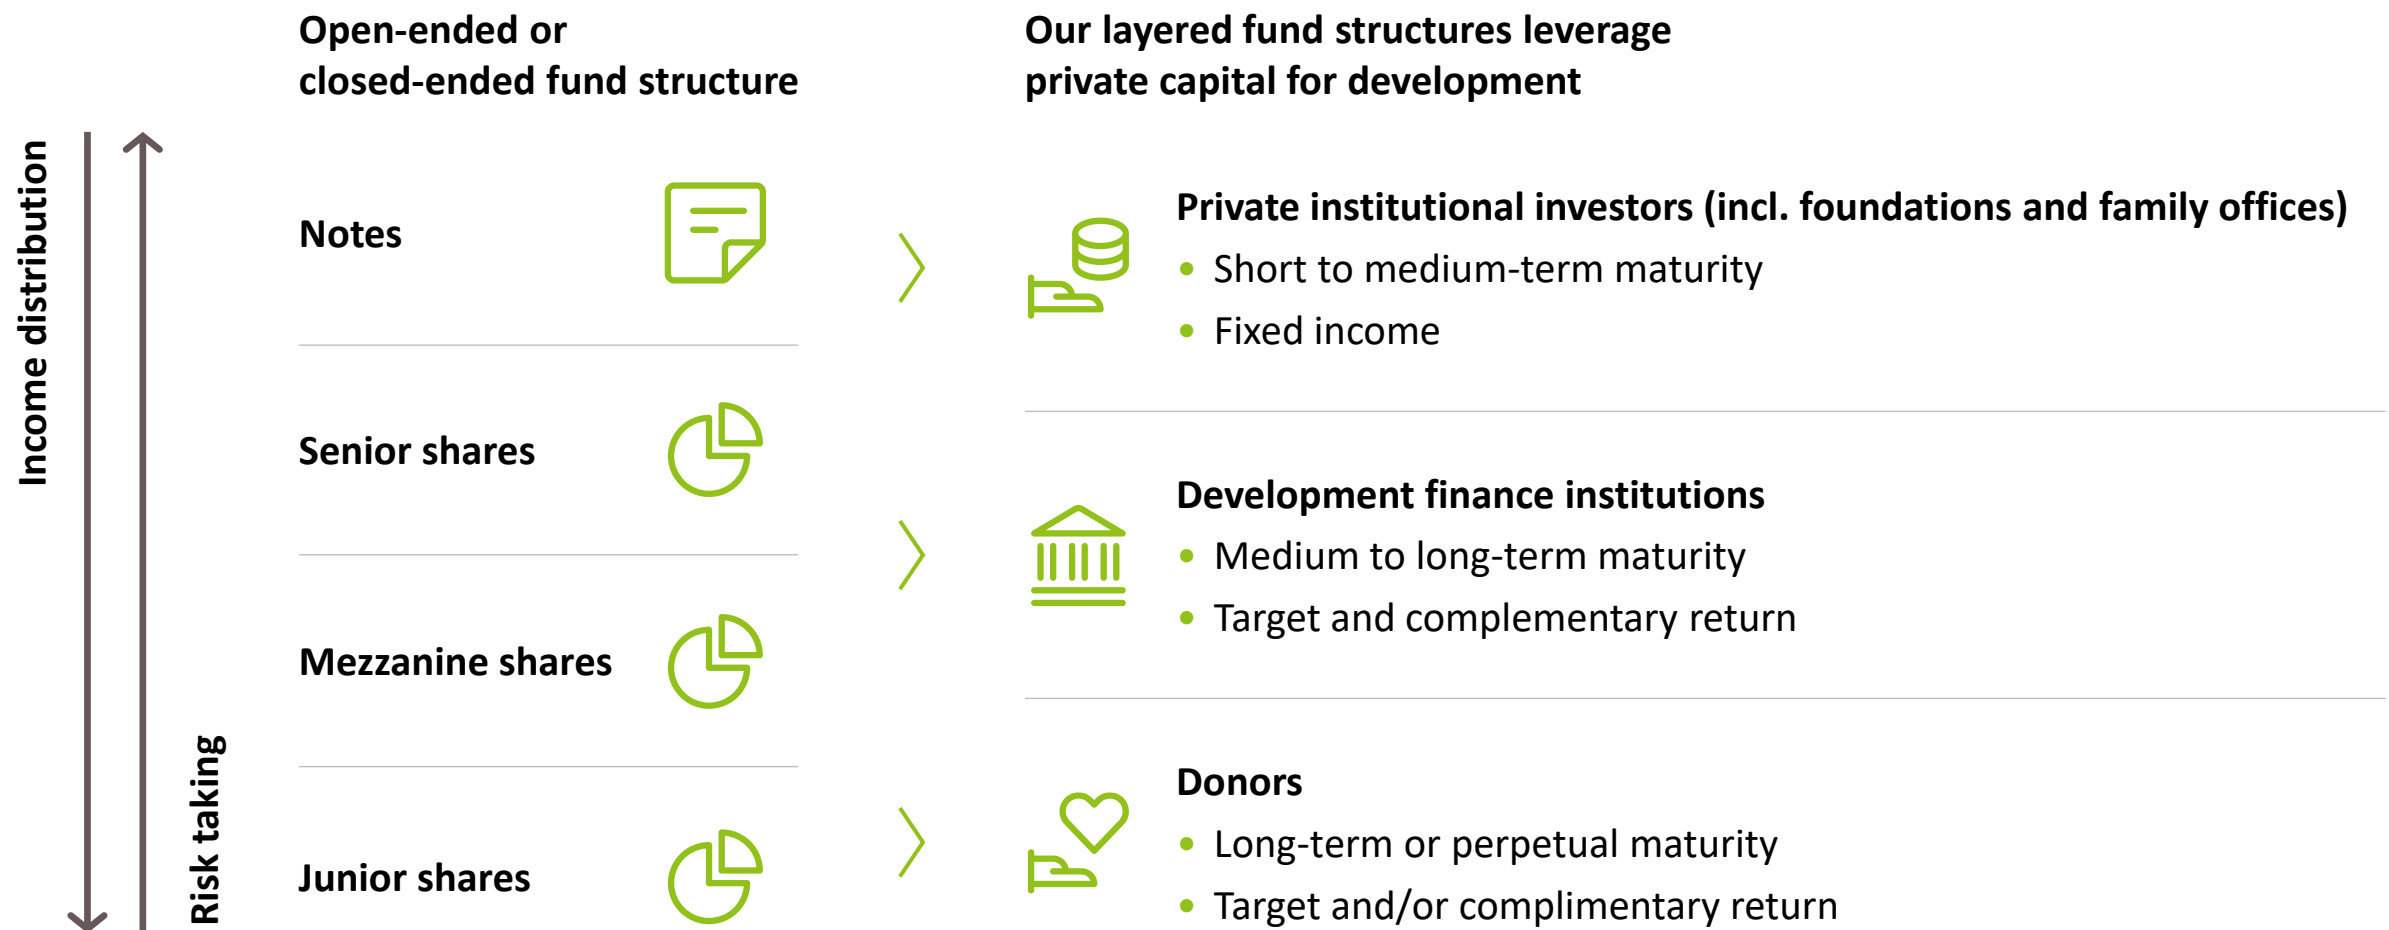 Open-ended or
closed-ended fund structure
Our layered fund structures leverage
private capital for development
Income distribution
Risk taking
Notes
Senior shares
Mezzanine shares
Junior shares
Private institutional investors (incl. foundations and family offices)
• Short to medium-term maturity
• Fixed income
Development finance institutions
• Medium to long-term maturity
• Target and complementary return
Donors
• Long-term or perpetual maturity
• Target and/or complimentary return